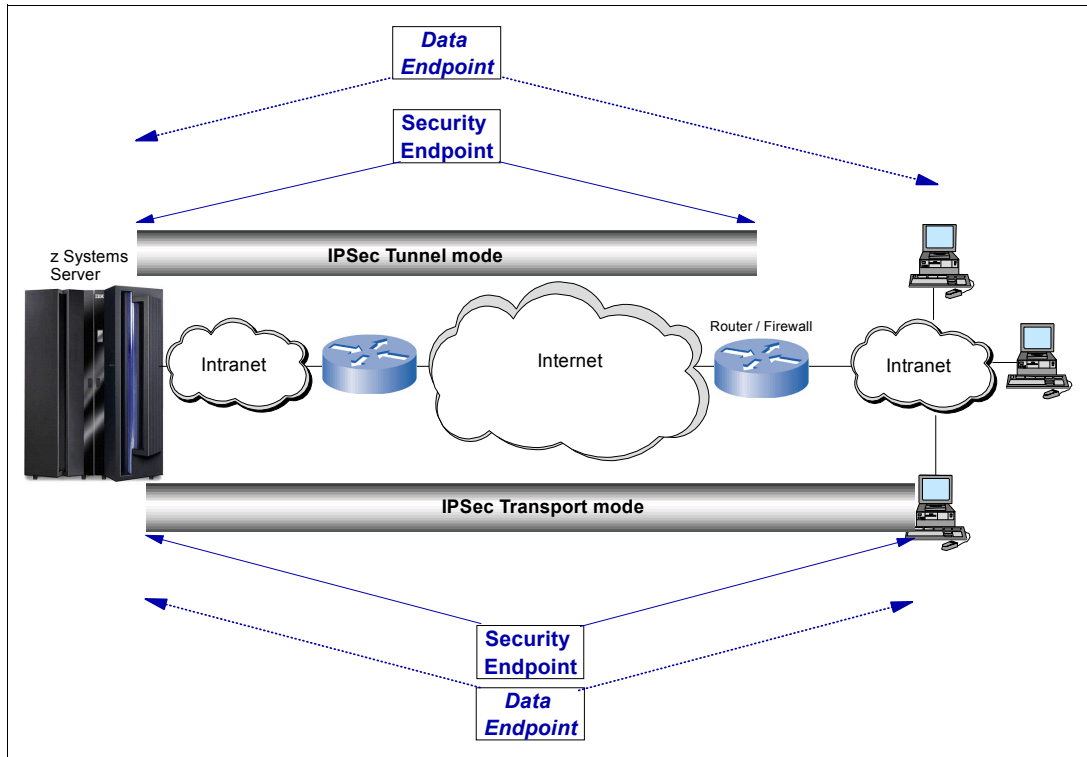 Data
Endpoint
Security
Endpoint
IPSec Tunnel mode
z Systems
Server
Intranet
Internet
Router / Firewall
Intranet
IPSec Transport mode
Security
Endpoint
Data
Endpoint